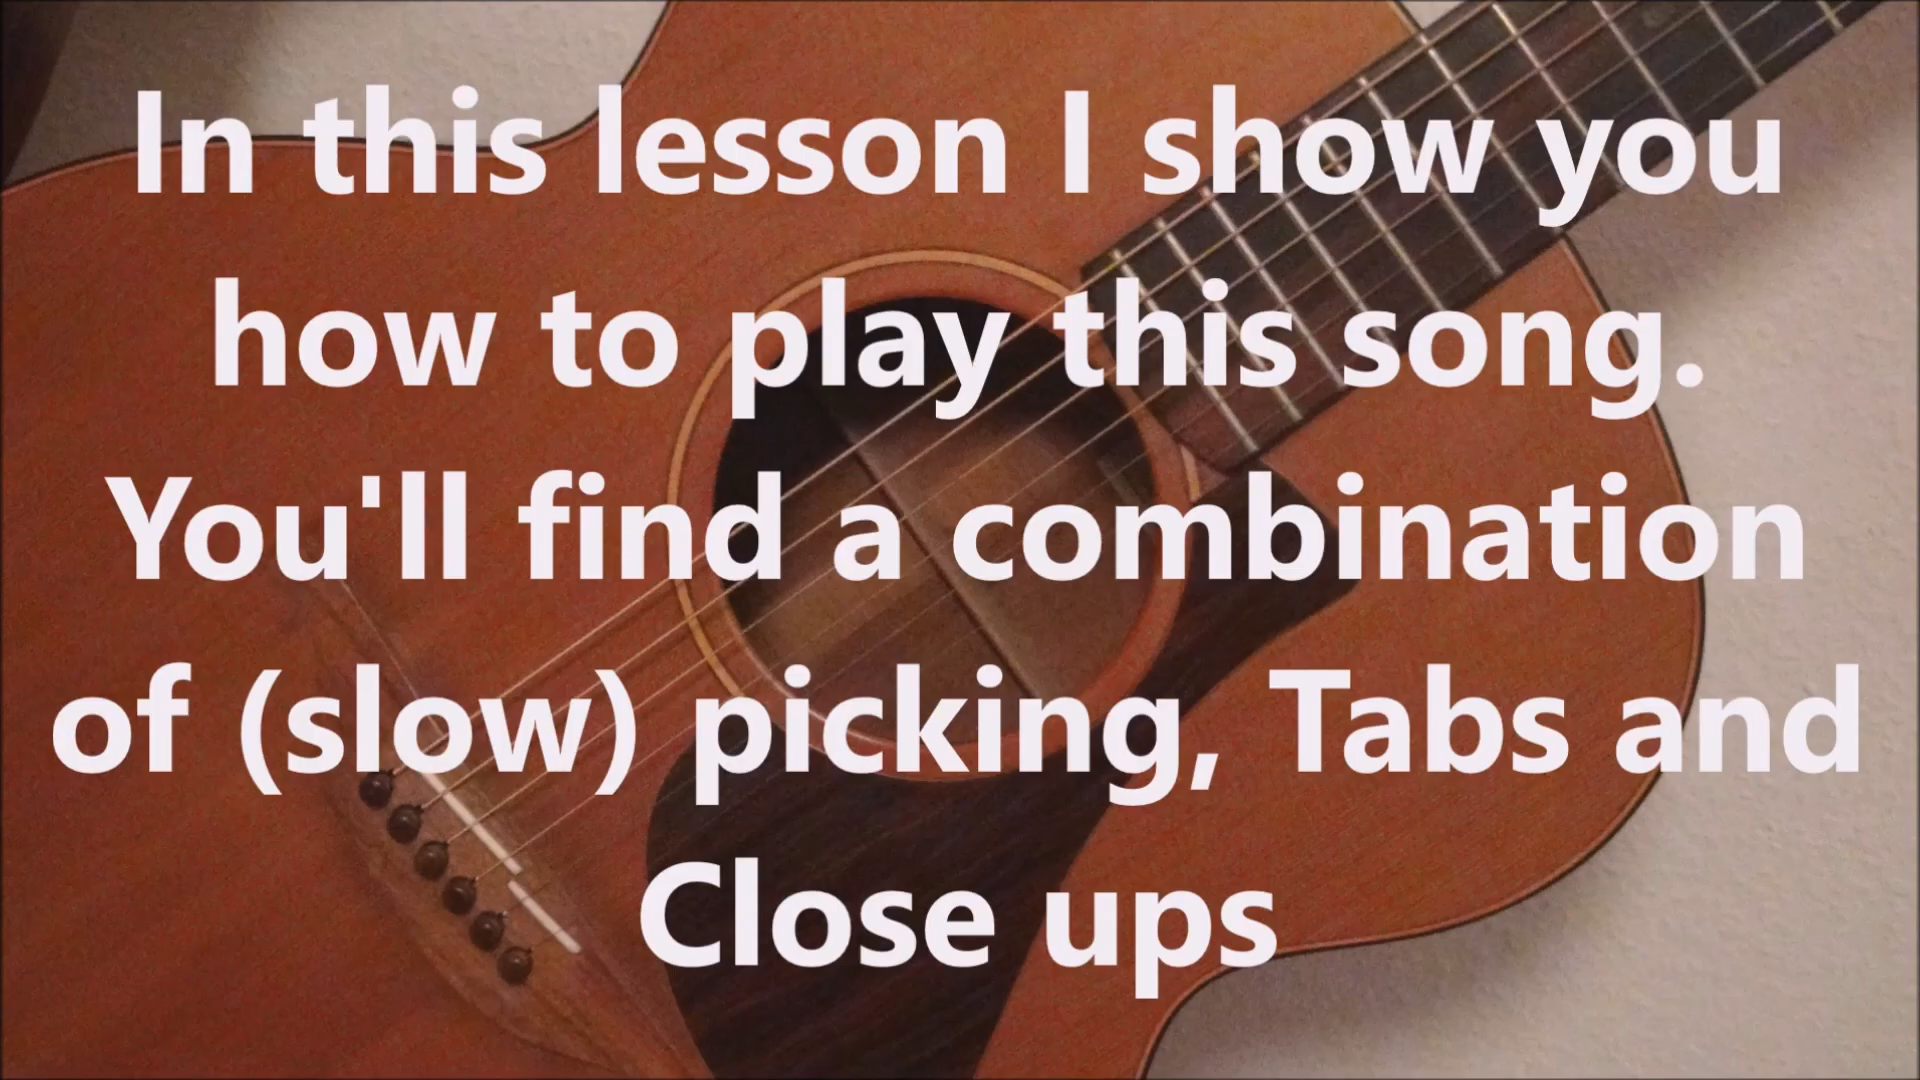 In this lesson I show you
how to play this song.
You'll find a combination
of (slow) picking, Tabs and
Close ups